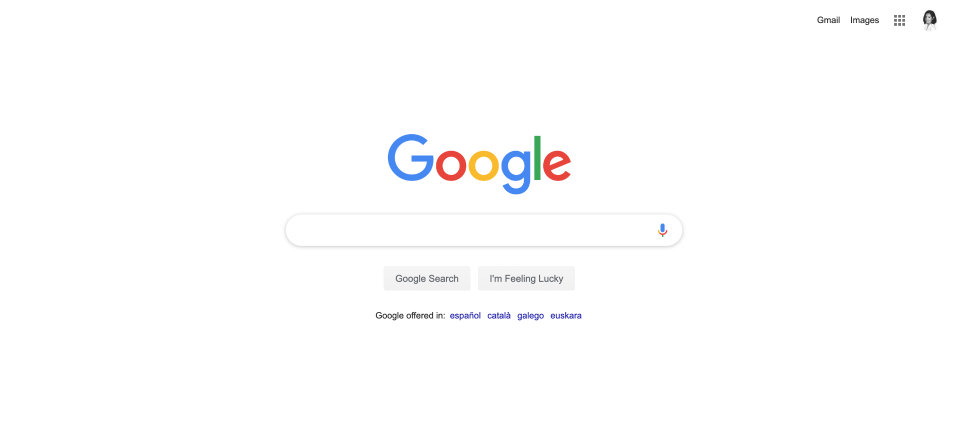 Gmail Images
Google
Google Search I'm Feeling Lucky
Google offered in: español català galego euskara